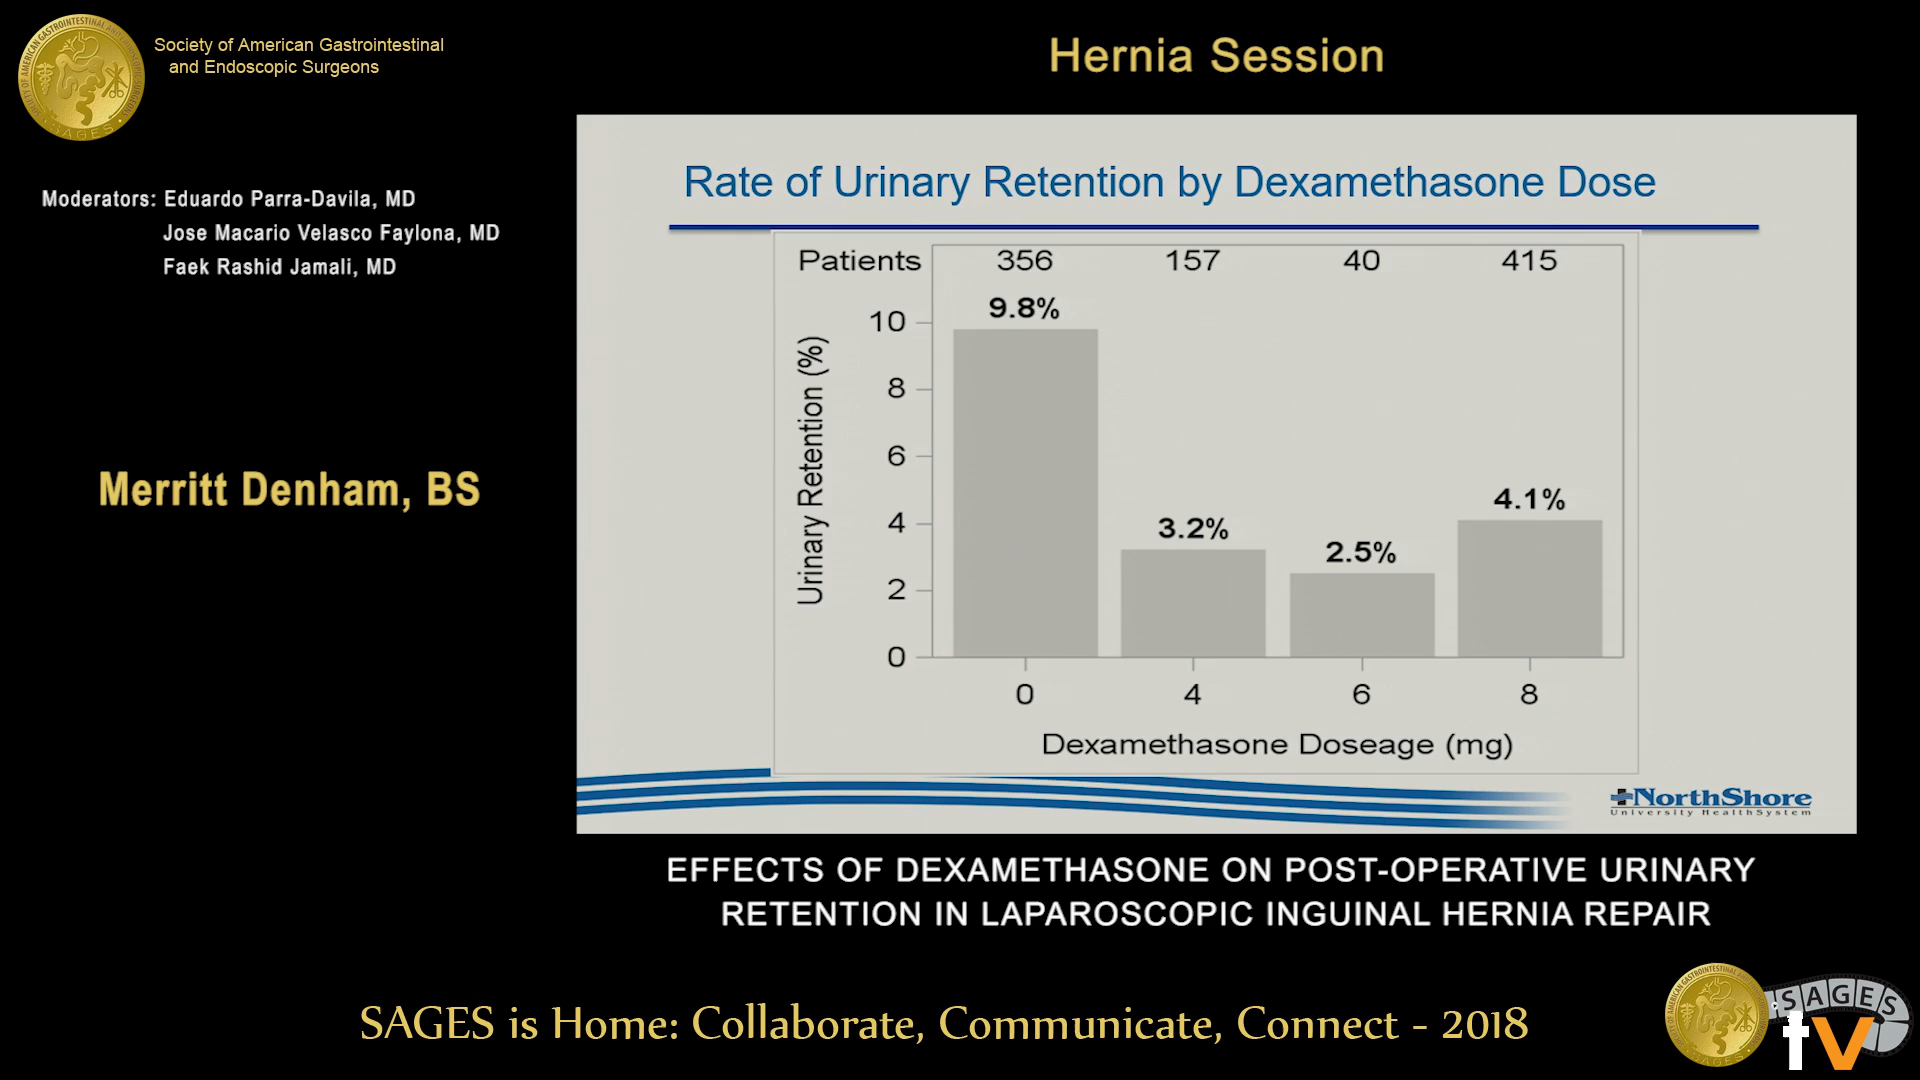 Society of American Gastrointestinal
and Endoscopic Surgeons
Hernia Session
Moderators: Eduardo Parra-Davila, MD
Jose Macario Velasco Faylona, MD
Faek Rashid Jamali, MD
Merritt Denham, BS
Rate of Urinary Retention by Dexamethasone Dose
Patients 356 157 40 415
9.8%
3.2%
2.5%
4.1%
Urinary Retention (%)
10
8
6
4
2
0
0 4 6 8
Dexamethasone Doseage (mg)
NorthShore
University HealthSystem
EFFECTS OF DEXAMETHASONE ON POST-OPERATIVE URINARY
RETENTION IN LAPAROSCOPIC INGUINAL HERNIA REPAIR
SAGES is Home: Collaborate, Communicate, Connect - 2018
SAGES
tv